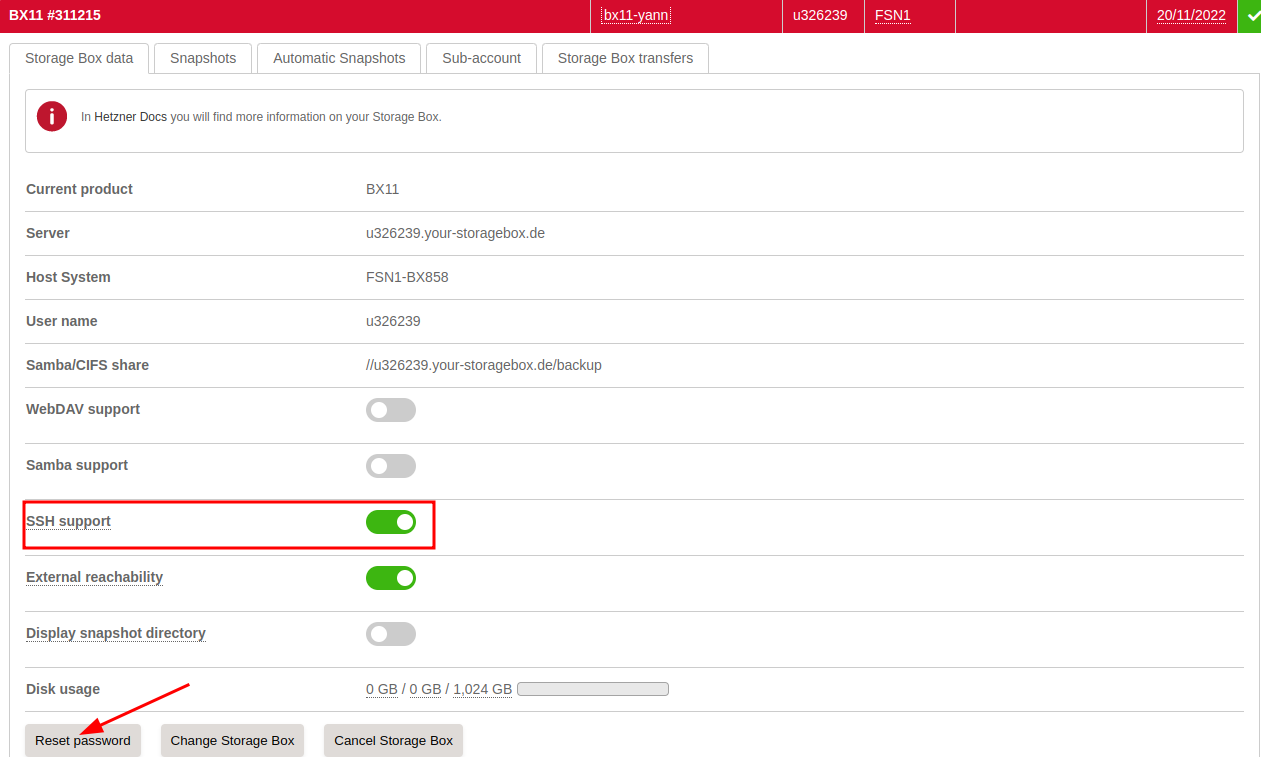 BX11 #311215 bx11-yann u326239 FSN1 20/11/2022
Storage Box data Snapshots Automatic Snapshots Sub-account Storage Box transfers
In Hetzner Docs you will find more information on your Storage Box.
Current product BX11
Server u326239.your-storagebox.de
Host System FSN1-BX858
User name u326239
Samba/CIFS share //u326239.your-storagebox.de/backup
WebDAV support
Samba support
SSH support
External reachability
Display snapshot directory
Disk usage 0 GB / 0 GB / 1,024 GB
Reset password Change Storage Box Cancel Storage Box